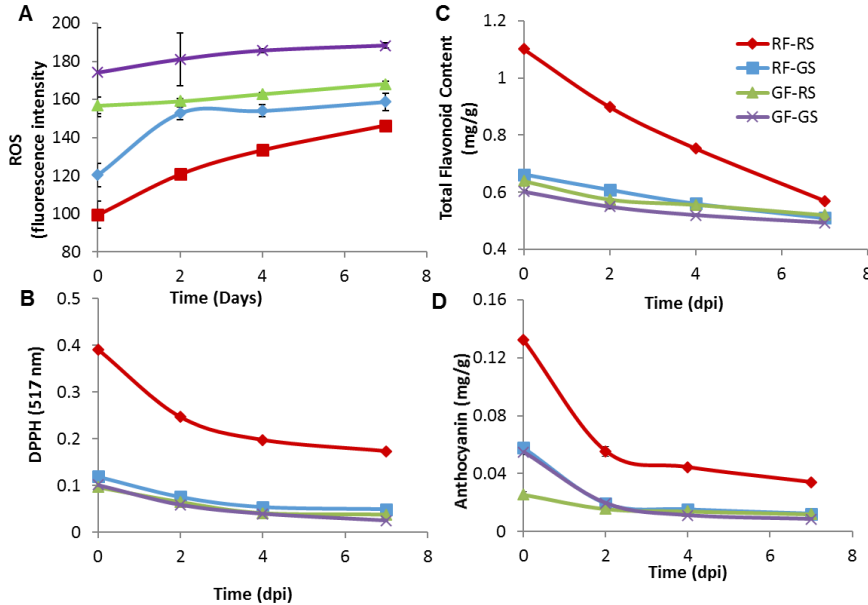 A
200
180
160
140
120
100
80
ROS
(fluorescence intensity)
0
2
4
6
8
Time (Days)
C
1.2
1
0.8
0.6
0.4
Total Flavonoid Content
(mg/g)
0
2
4
6
8
Time (dpi)
RF-RS
RF-GS
GF-RS
GF-GS
B
0.5
0.4
0.3
0.2
0.1
0
DPPH (517 nm)
0
2
4
6
8
Time (dpi)
D
0.16
0.12
0.08
0.04
0
Anthocyanin (mg/g)
0
2
4
6
8
Time (dpi)